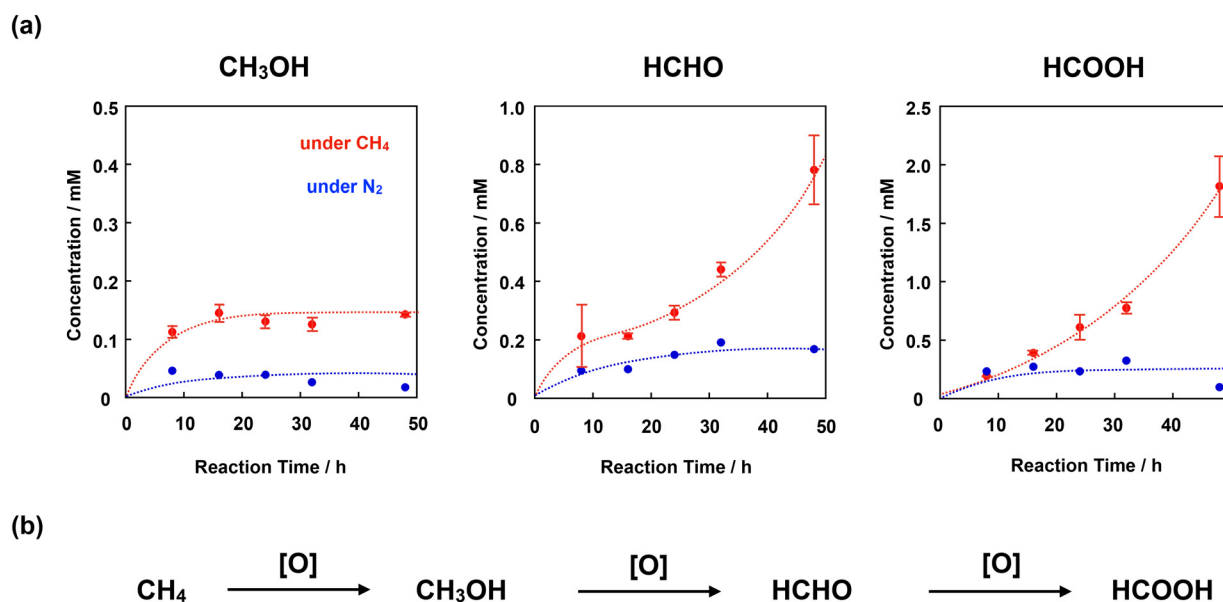 (a)
CH₃OH
HCHO
HCOOH
Concentration / mM
0.5
0.4
0.3
0.2
0.1
0
under CH₄
under N₂
0 10 20 30 40 50
Reaction Time / h
Concentration / mM
1.0
0.8
0.6
0.4
0.2
0
0 10 20 30 40 50
Reaction Time / h
Concentration / mM
2.5
2.0
1.5
1.0
0.5
0
0 10 20 30 40
Reaction Time / h
(b)
CH₄ [O] CH₃OH [O] HCHO [O] HCOOH